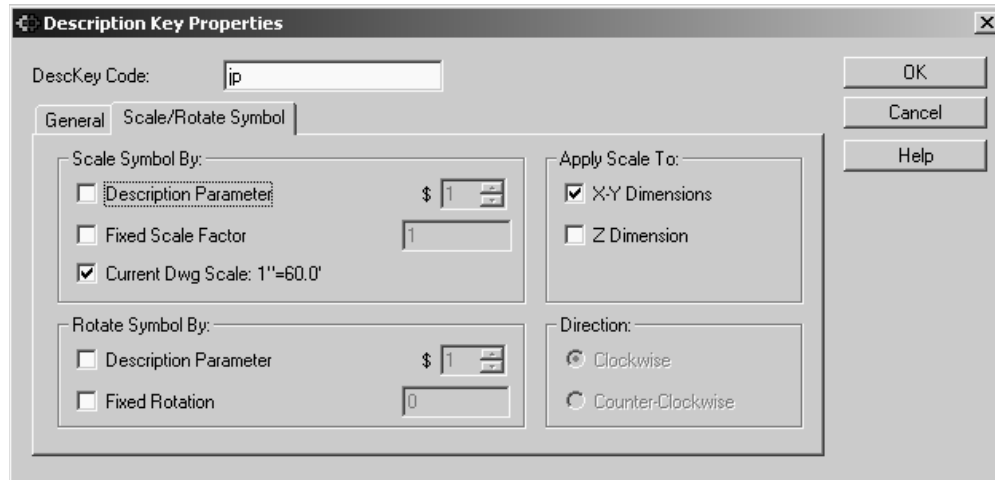 Description Key Properties
DescKey Code: jp
OK
Cancel
Help
General Scale/Rotate Symbol
Scale Symbol By:
Description Parameter $ 1
Fixed Scale Factor 1
Current Dwg Scale: 1"=60.0'
Apply Scale To:
X-Y Dimensions
Z Dimension
Rotate Symbol By:
Description Parameter $ 1
Fixed Rotation 0
Direction:
Clockwise
Counter-Clockwise